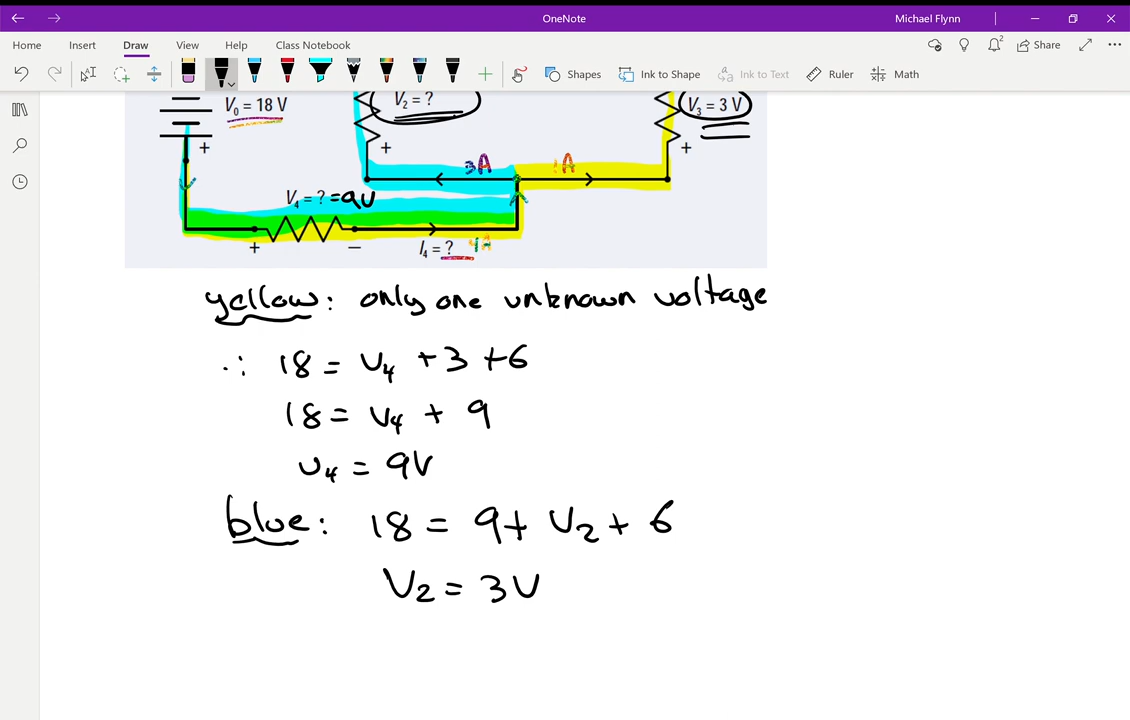 OneNote
Michael Flynn
Home Insert Draw View Help Class Notebook
2 Share
Shapes Ink to Shape Ink to Text Ruler Math
V₀ = 18 V
V₂ = ?
V₃ = 3 V
+ + +
3A 1A
V₄ = ? = 9V
+ −
I₄ = ? 4A
yellow: only one unknown voltage
∴ 18 = V₄ + 3 + 6
18 = V₄ + 9
V₄ = 9V
blue: 18 = 9 + V₂ + 6
V₂ = 3V